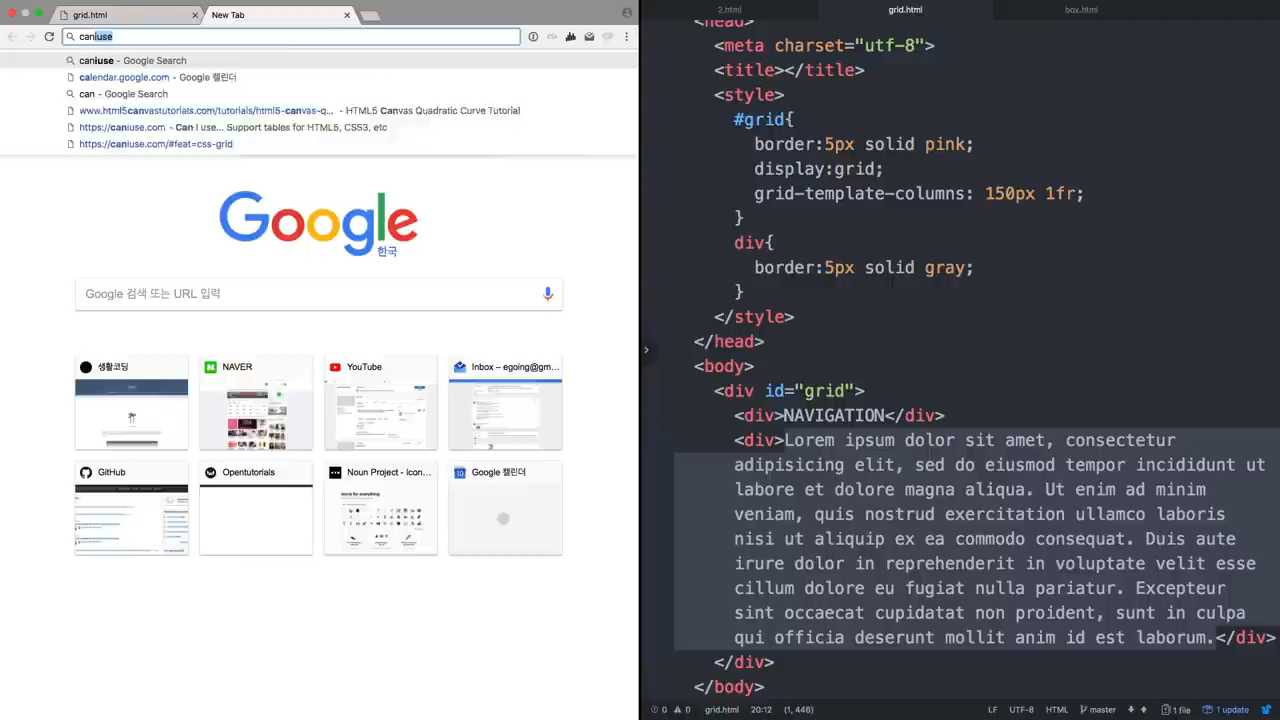 grid.html
New Tab
caniuse
caniuse - Google Search
calendar.google.com - Google 캘린더
can - Google Search
www.html5canvastutorials.com/tutorials/html5-canvas-q... - HTML5 Canvas Quadratic Curve Tutorial
https://caniuse.com - Can I use... Support tables for HTML5, CSS3, etc
https://caniuse.com/#feat=css-grid
Google
한국
Google 검색 또는 URL 입력
생활코딩
NAVER
YouTube
Inbox – egoing@gm...
GitHub
Opentutorials
Noun Project - Icon...
Google 캘린더
2.html
grid.html
box.html
<head>
<meta charset="utf-8">
<title></title>
<style>
#grid{
border:5px solid pink;
display:grid;
grid-template-columns: 150px 1fr;
}
div{
border:5px solid gray;
}
</style>
</head>
<body>
<div id="grid">
<div>NAVIGATION</div>
<div>Lorem ipsum dolor sit amet, consectetur
adipisicing elit, sed do eiusmod tempor incididunt ut
labore et dolore magna aliqua. Ut enim ad minim
veniam, quis nostrud exercitation ullamco laboris
nisi ut aliquip ex ea commodo consequat. Duis aute
irure dolor in reprehenderit in voluptate velit esse
cillum dolore eu fugiat nulla pariatur. Excepteur
sint occaecat cupidatat non proident, sunt in culpa
qui officia deserunt mollit anim id est laborum.</div>
</div>
</body>
0
0
grid.html
20:12
(1, 446)
LF
UTF-8
HTML
master
1 file
1 update